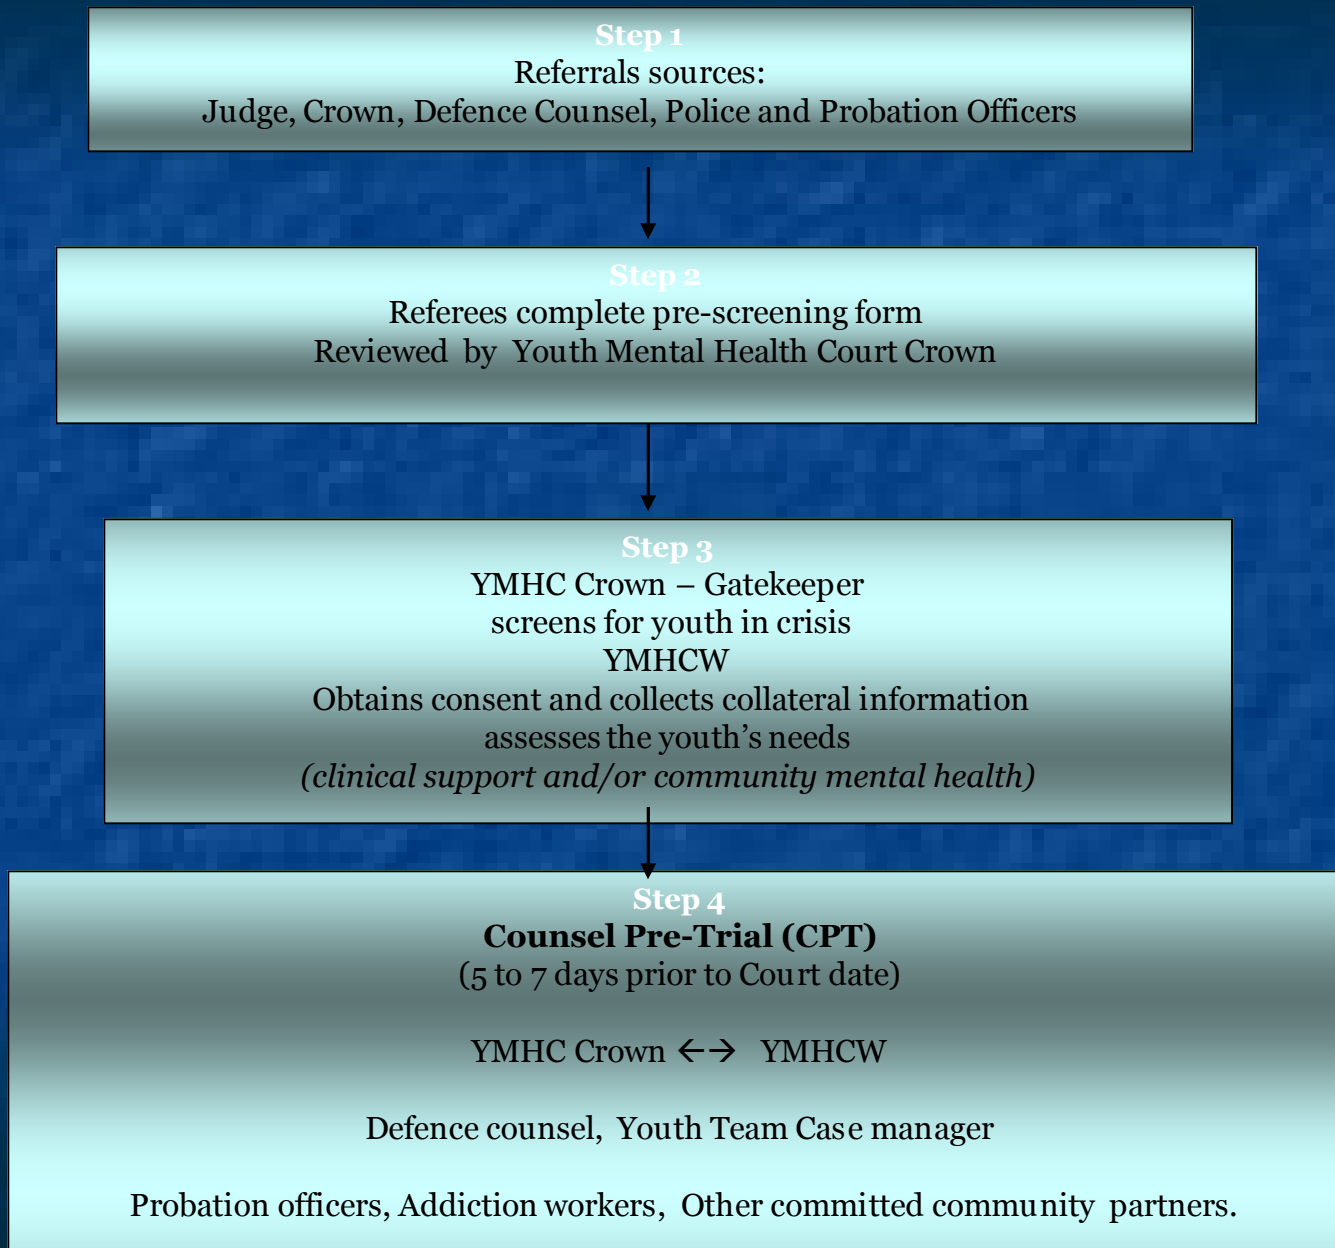 Step 1
Referrals sources:
Judge, Crown, Defence Counsel, Police and Probation Officers
Step 2
Referees complete pre-screening form
Reviewed by Youth Mental Health Court Crown
Step 3
YMHC Crown – Gatekeeper
screens for youth in crisis
YMHCW
Obtains consent and collects collateral information
assesses the youth’s needs
(clinical support and/or community mental health)
Step 4
Counsel Pre-Trial (CPT)
(5 to 7 days prior to Court date)
YMHC Crown ←→ YMHCW
Defence counsel, Youth Team Case manager
Probation officers, Addiction workers, Other committed community partners.